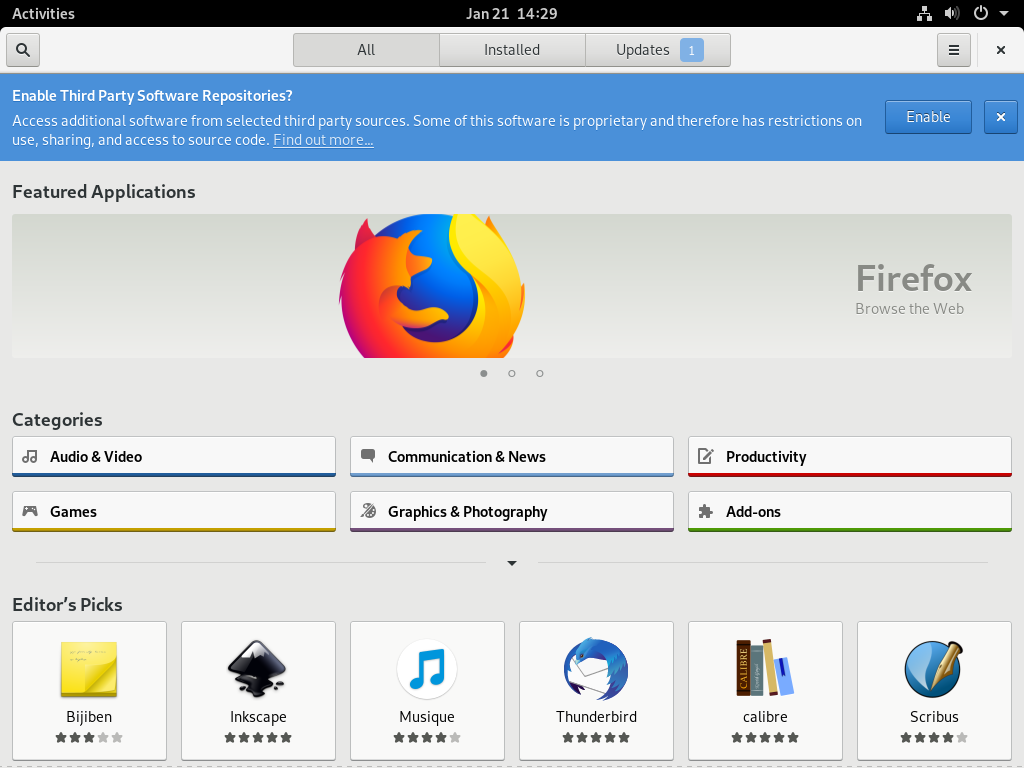 Activities
Jan 21 14:29
All
Installed
Updates 1
Enable Third Party Software Repositories?
Access additional software from selected third party sources. Some of this software is proprietary and therefore has restrictions on
use, sharing, and access to source code. Find out more…
Enable
Featured Applications
Firefox
Browse the Web
Categories
Audio & Video
Communication & News
Productivity
Games
Graphics & Photography
Add-ons
Editor’s Picks
CALIBRE
Bijiben
Inkscape
Musique
Thunderbird
calibre
Scribus